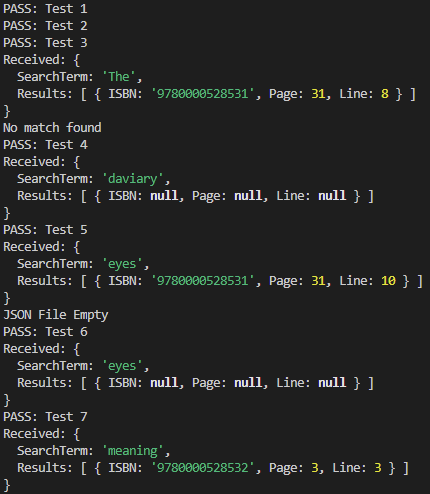 PASS: Test 1
PASS: Test 2
PASS: Test 3
Received: {
  SearchTerm: 'The',
  Results: [ { ISBN: '9780000528531', Page: 31, Line: 8 } ]
}
No match found
PASS: Test 4
Received: {
  SearchTerm: 'daviary',
  Results: [ { ISBN: null, Page: null, Line: null } ]
}
PASS: Test 5
Received: {
  SearchTerm: 'eyes',
  Results: [ { ISBN: '9780000528531', Page: 31, Line: 10 } ]
}
JSON File Empty
PASS: Test 6
Received: {
  SearchTerm: 'eyes',
  Results: [ { ISBN: null, Page: null, Line: null } ]
}
PASS: Test 7
Received: {
  SearchTerm: 'meaning',
  Results: [ { ISBN: '9780000528532', Page: 3, Line: 3 } ]
}